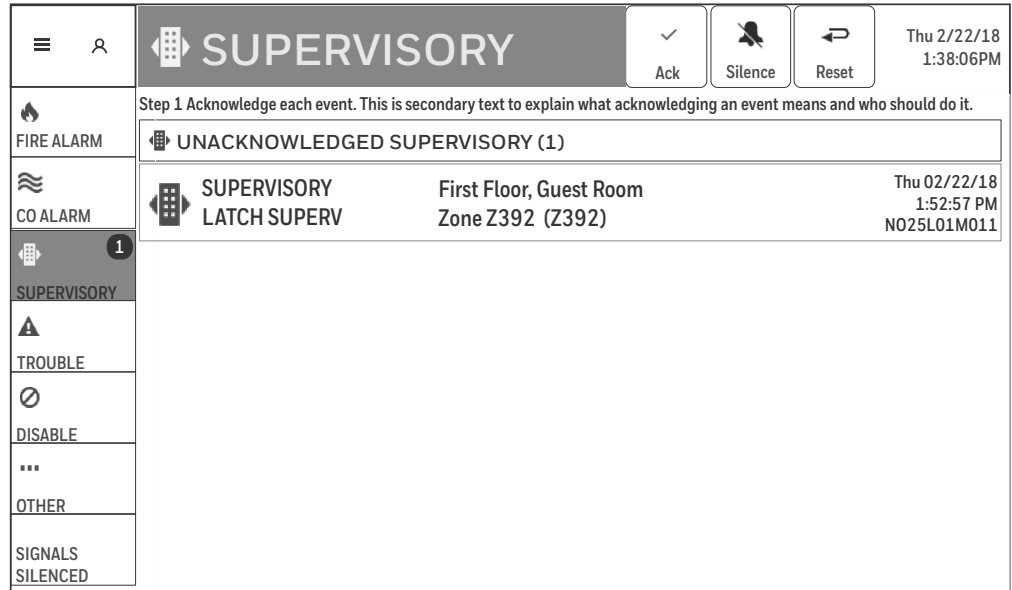 SUPERVISORY
Ack
Silence
Reset
Thu 2/22/18
1:38:06PM
Step 1 Acknowledge each event. This is secondary text to explain what acknowledging an event means and who should do it.
FIRE ALARM
UNACKNOWLEDGED SUPERVISORY (1)
CO ALARM
SUPERVISORY
LATCH SUPERV
First Floor, Guest Room
Zone Z392 (Z392)
Thu 02/22/18
1:52:57 PM
NO25L01M011
1
SUPERVISORY
TROUBLE
DISABLE
OTHER
SIGNALS
SILENCED